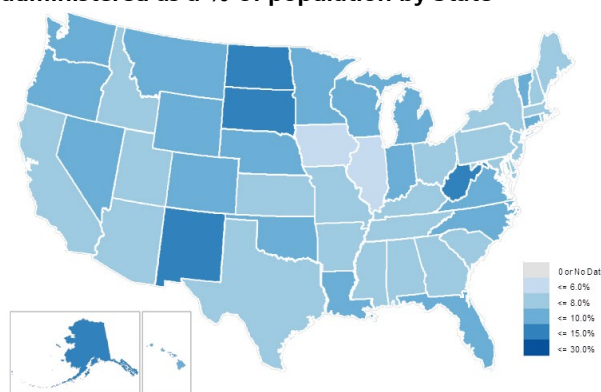 administered as a % of population by State
0 or No Dat
<= 6.0%
<= 8.0%
<= 10.0%
<= 15.0%
<= 30.0%